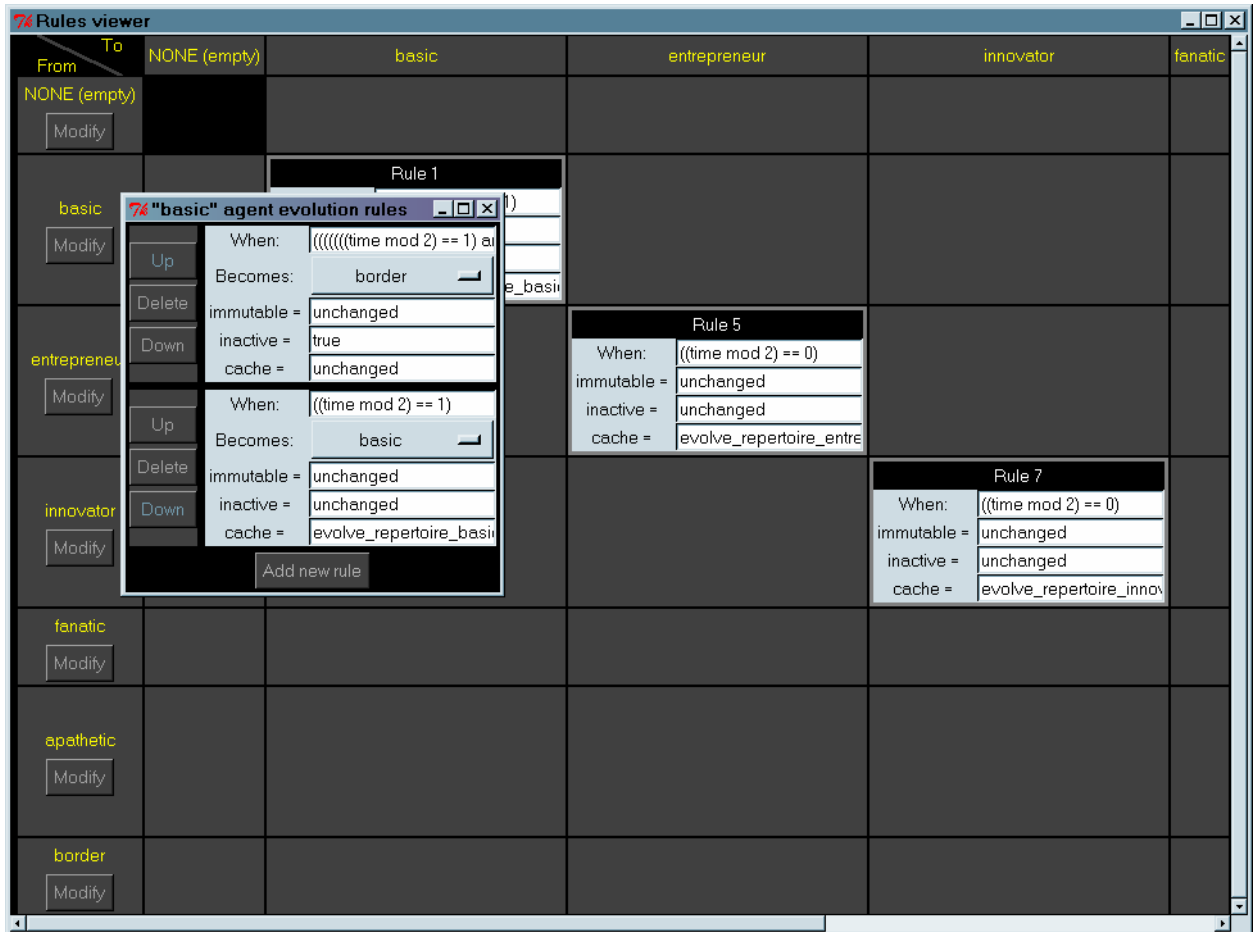 Rules viewer
To
From
NONE (empty)
basic
entrepreneur
innovator
fanatic
NONE (empty)
Modify
Rule 1
basic
Modify
1)
e_basi
"basic" agent evolution rules
Up
Delete
Down
When:
(((((((time mod 2) == 1) a
Becomes:
border
immutable =
unchanged
inactive =
true
cache =
unchanged
Up
Delete
Down
When:
((time mod 2) == 1)
Becomes:
basic
immutable =
unchanged
inactive =
unchanged
cache =
evolve_repertoire_basi
Add new rule
entrepreneu
Modify
Rule 5
When:
((time mod 2) == 0)
immutable =
unchanged
inactive =
unchanged
cache =
evolve_repertoire_entre
innovator
Modify
Rule 7
When:
((time mod 2) == 0)
immutable =
unchanged
inactive =
unchanged
cache =
evolve_repertoire_inno
fanatic
Modify
apathetic
Modify
border
Modify